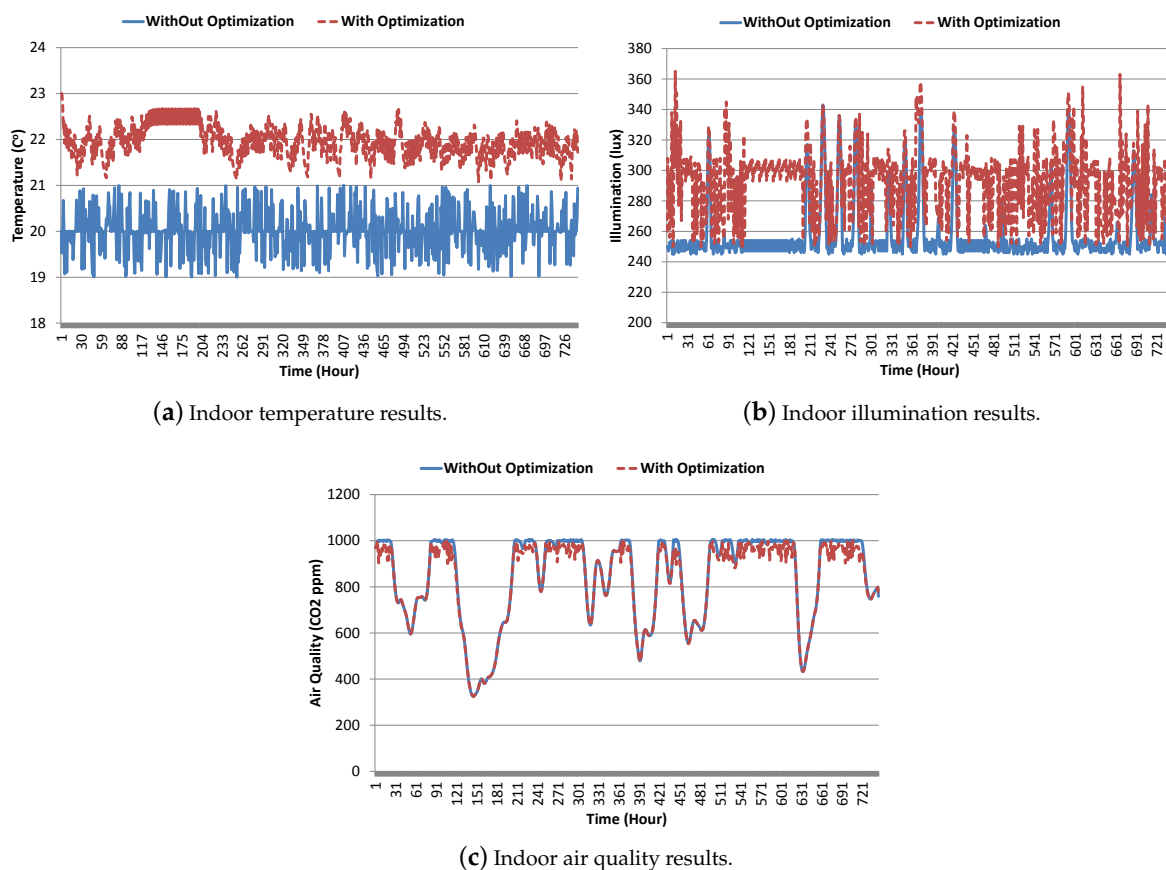 WithOut Optimization With Optimization
24
23
22
21
20
19
18
Temperature (C°)
1 30 59 88 117 146 175 204 233 262 291 320 349 378 407 436 465 494 523 552 581 610 639 668 697 726
Time (Hour)
(a) Indoor temperature results.
WithOut Optimization With Optimization
380
360
340
320
300
280
260
240
220
200
Illumination (lux)
1 31 61 91 121 151 181 211 241 271 301 331 361 391 421 451 481 511 541 571 601 631 661 691 721
Time (Hour)
(b) Indoor illumination results.
WithOut Optimization With Optimization
1200
1000
800
600
400
200
0
Air Quality (CO2 ppm)
1 31 61 91 121 151 181 211 241 271 301 331 361 391 421 451 481 511 541 571 601 631 661 691 721
Time (Hour)
(c) Indoor air quality results.